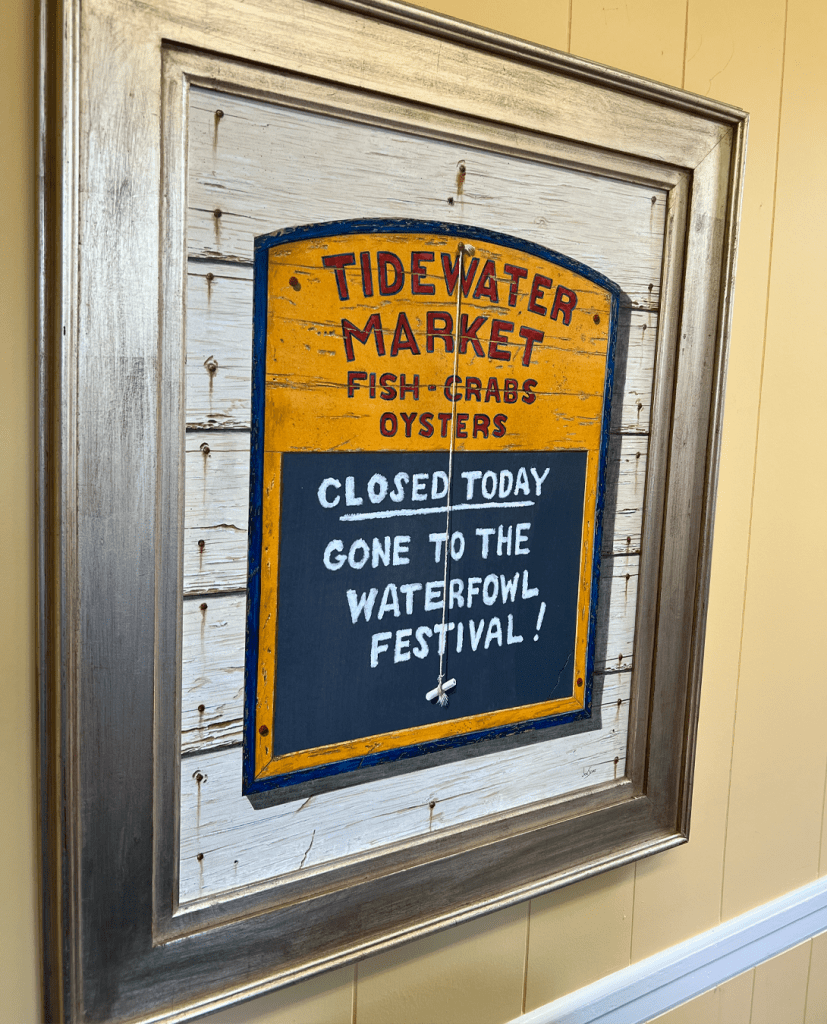 TIDEWATER
MARKET
FISH - CRABS
OYSTERS
CLOSED TODAY
GONE TO THE
WATERFOWL
FESTIVAL!